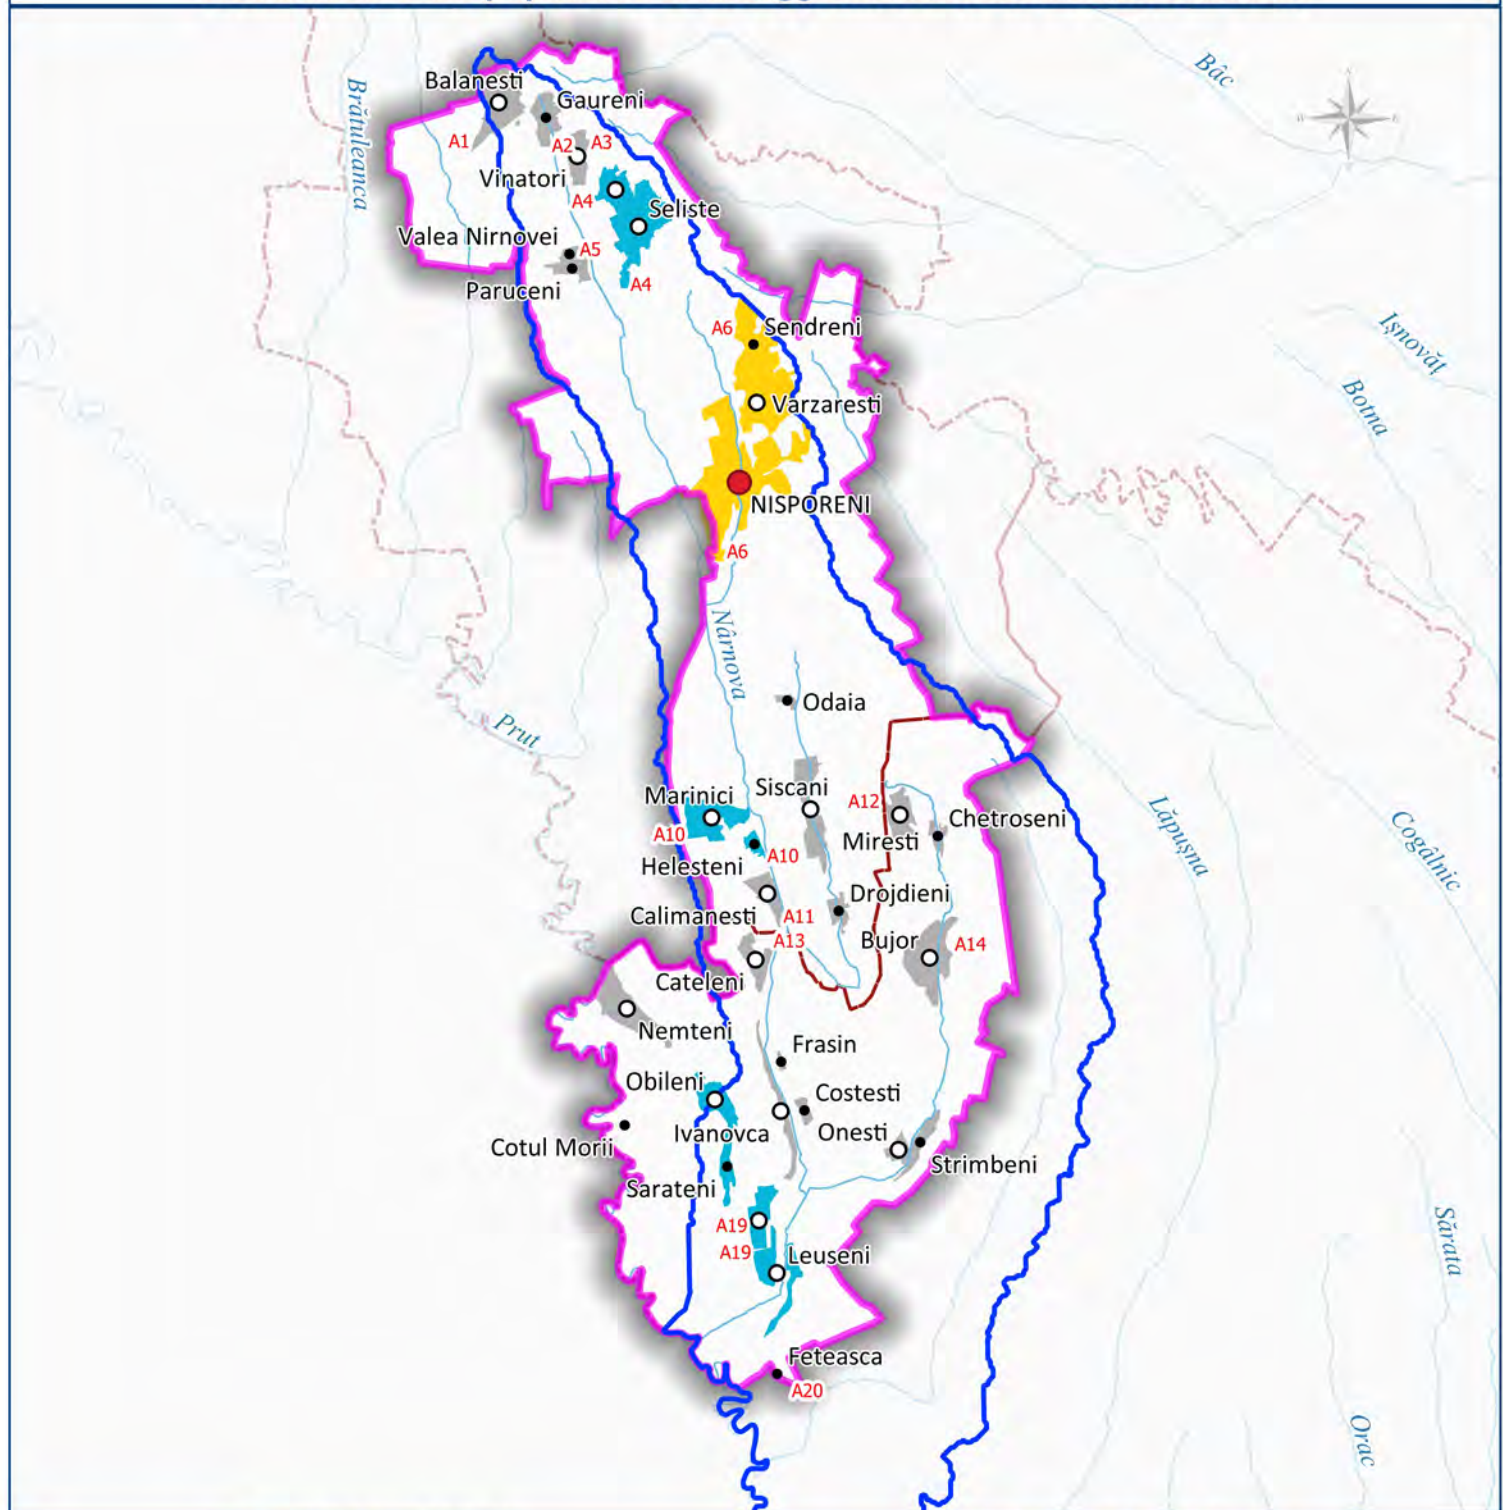 Bâc
Balanesti
Gaureni
Brătuleanca
A1
A2
A3
Vinatori
A4
Seliste
Valea Nirnovei
A5
Paruceni
A4
A6
Sendreni
Işnovăţ
Botna
Varzaresti
NISPORENI
A6
Nârnova
Odaia
Prut
Siscani
Marinici
A12
Chetroseni
A10
Miresti
Lăpuşna
Cogâlnic
A10
Helesteni
Drojdieni
Calimanesti
A11
A13
Bujor
A14
Cateleni
Nemteni
Frasin
Obileni
Costesti
Ivanovca
Onesti
Cotul Morii
Strimbeni
Sarateni
A19
Sărata
A19
Leuseni
Feteasca
A20
Orac